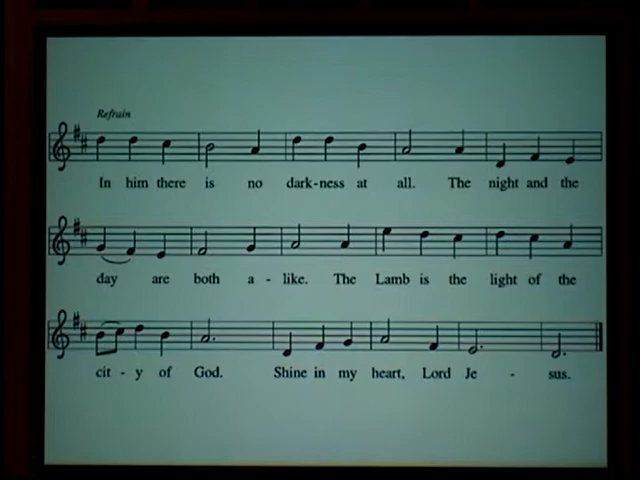 Refrain
In him there is no dark-ness at all. The night and the
day are both a - like. The Lamb is the light of the
cit - y of God. Shine in my heart, Lord Je - sus.